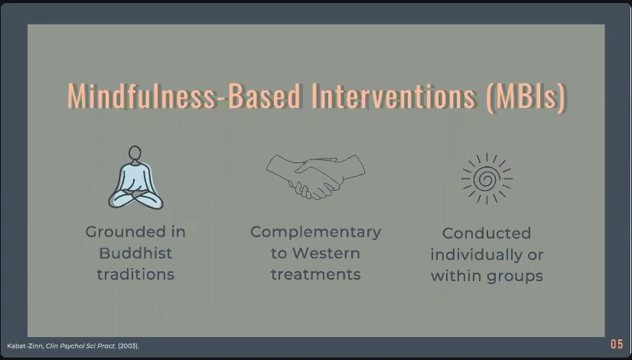 Mindfulness-Based Interventions (MBIs)
Grounded in
Buddhist
traditions
Complementary
to Western
treatments
Conducted
individually or
within groups
Kabat-Zinn, Clin Psychol Sci Pract. (2003).
05